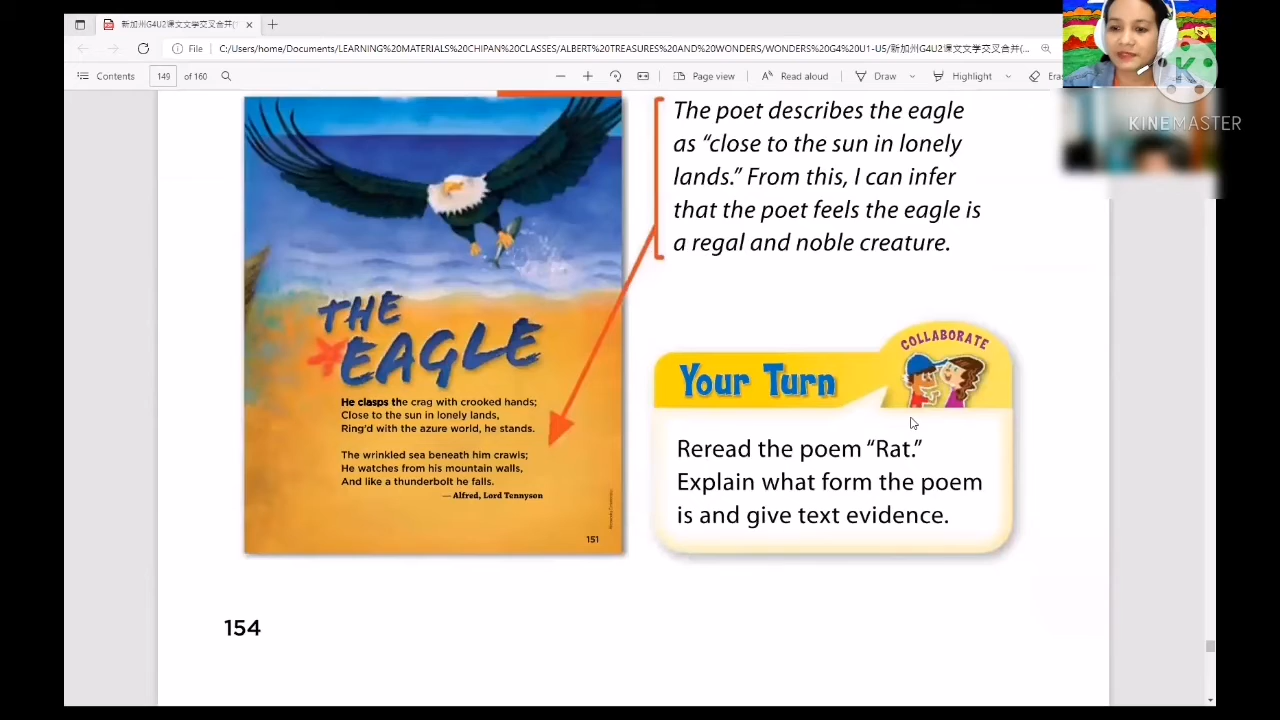 新加州G4U2课文文学交叉合并(
File
C:/Users/home/Documents/LEARNING%20MATERIALS%20CHIPAN%20CLASSES/ALBERT%20TREASURES%20AND%20WONDERS/WONDERS%20G4%20U1-U5/新加州G4U2课文文学交叉合并(...
Contents
149 of 160
Page view
Read aloud
Draw
Highlight
KINEMASTER
The poet describes the eagle
as “close to the sun in lonely
lands.” From this, I can infer
that the poet feels the eagle is
a regal and noble creature.
THE
EAGLE
He clasps the crag with crooked hands;
Close to the sun in lonely lands,
Ring'd with the azure world, he stands.
The wrinkled sea beneath him crawls;
He watches from his mountain walls,
And like a thunderbolt he falls.
— Alfred, Lord Tennyson
151
COLLABORATE
Your Turn
Reread the poem “Rat.”
Explain what form the poem
is and give text evidence.
154